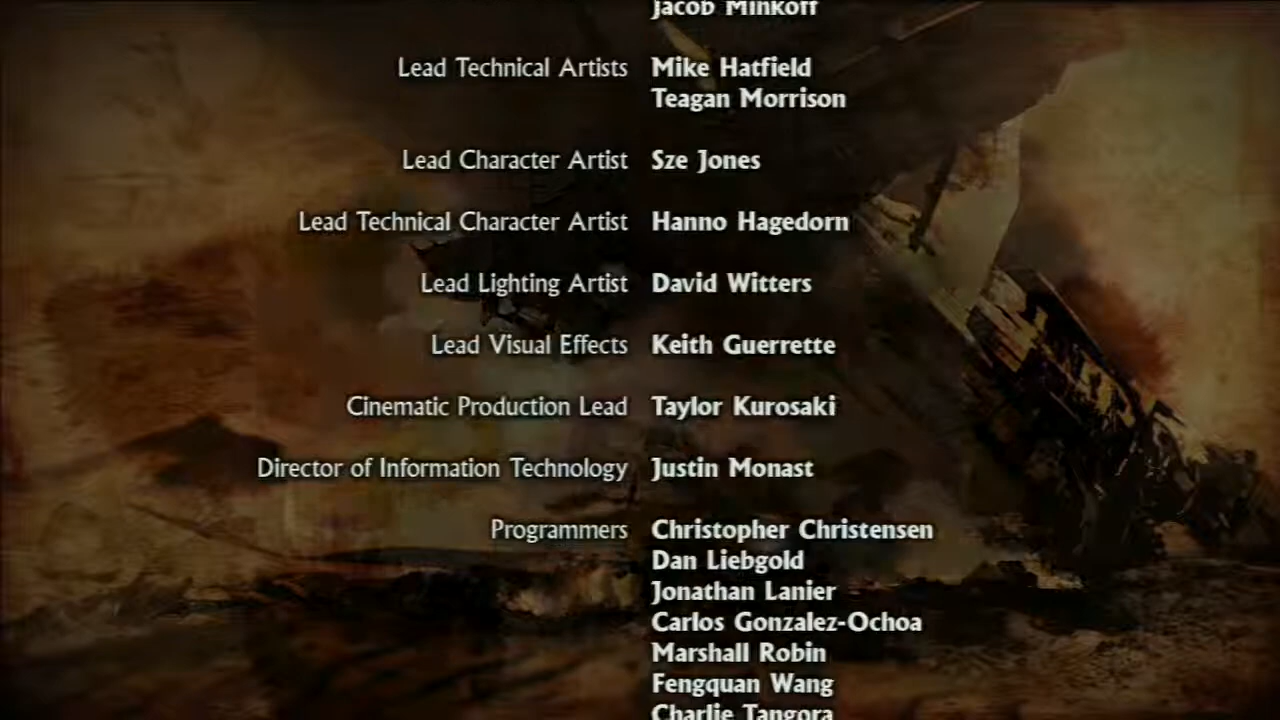 Jacob Minkoff
Lead Technical Artists Mike Hatfield
Teagan Morrison
Lead Character Artist Sze Jones
Lead Technical Character Artist Hanno Hagedorn
Lead Lighting Artist David Witters
Lead Visual Effects Keith Guerrette
Cinematic Production Lead Taylor Kurosaki
Director of Information Technology Justin Monast
Programmers Christopher Christensen
Dan Liebgold
Jonathan Lanier
Carlos Gonzalez-Ochoa
Marshall Robin
Fengquan Wang
Charlie Tangora